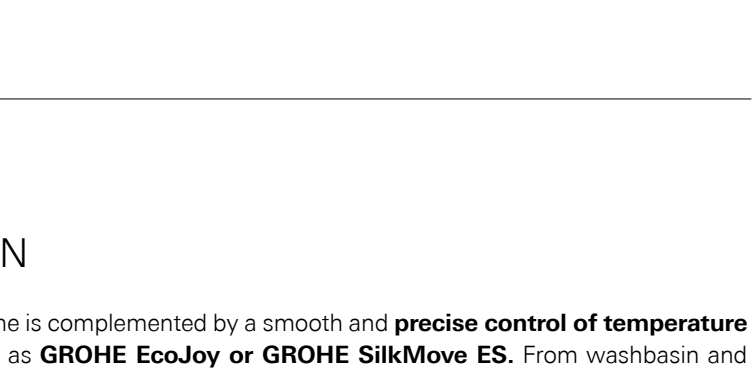 N
ne is complemented by a smooth and precise control of temperature
as GROHE EcoJoy or GROHE SilkMove ES. From washbasin and